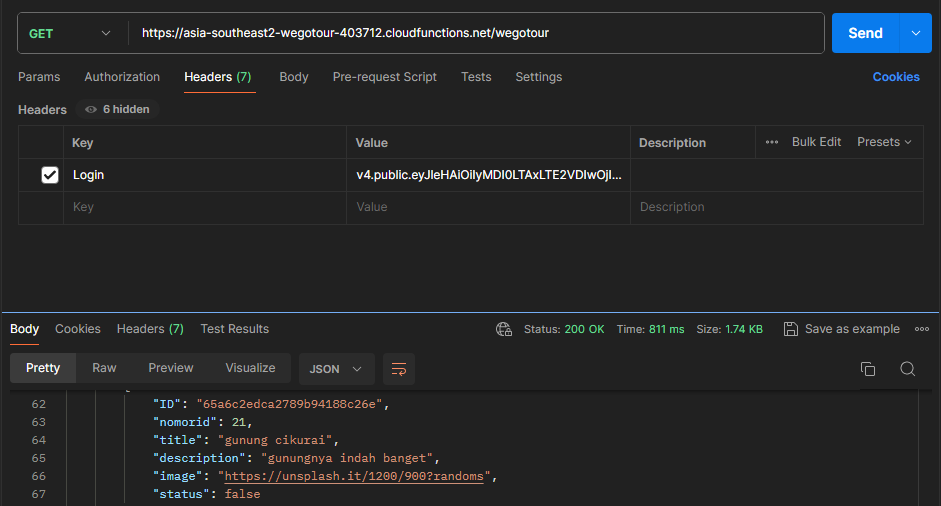 GET https://asia-southeast2-wegotour-403712.cloudfunctions.net/wegotour Send
Params Authorization Headers (7) Body Pre-request Script Tests Settings Cookies
Headers 6 hidden
Key Value Description ••• Bulk Edit Presets
Login v4.public.eyJleHAiOiIyMDI0LTAxLTE2VDIwOjI...
Key Value Description
Body Cookies Headers (7) Test Results Status: 200 OK Time: 811 ms Size: 1.74 KB Save as example
Pretty Raw Preview Visualize JSON
62 "ID": "65a6c2edca2789b94188c26e",
63 "nomorid": 21,
64 "title": "gunung cikurai",
65 "description": "gunungnya indah banget",
66 "image": "https://unsplash.it/1200/900?randoms",
67 "status": false